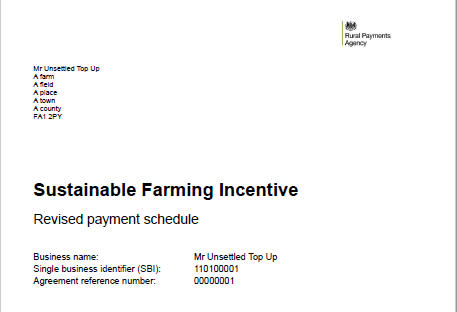 Rural Payments
Agency
Mr Unsettled Top Up
A farm
A field
A place
A town
A county
FA1 2PY
Sustainable Farming Incentive
Revised payment schedule
Business name: Mr Unsettled Top Up
Single business identifier (SBI): 110100001
Agreement reference number: 00000001